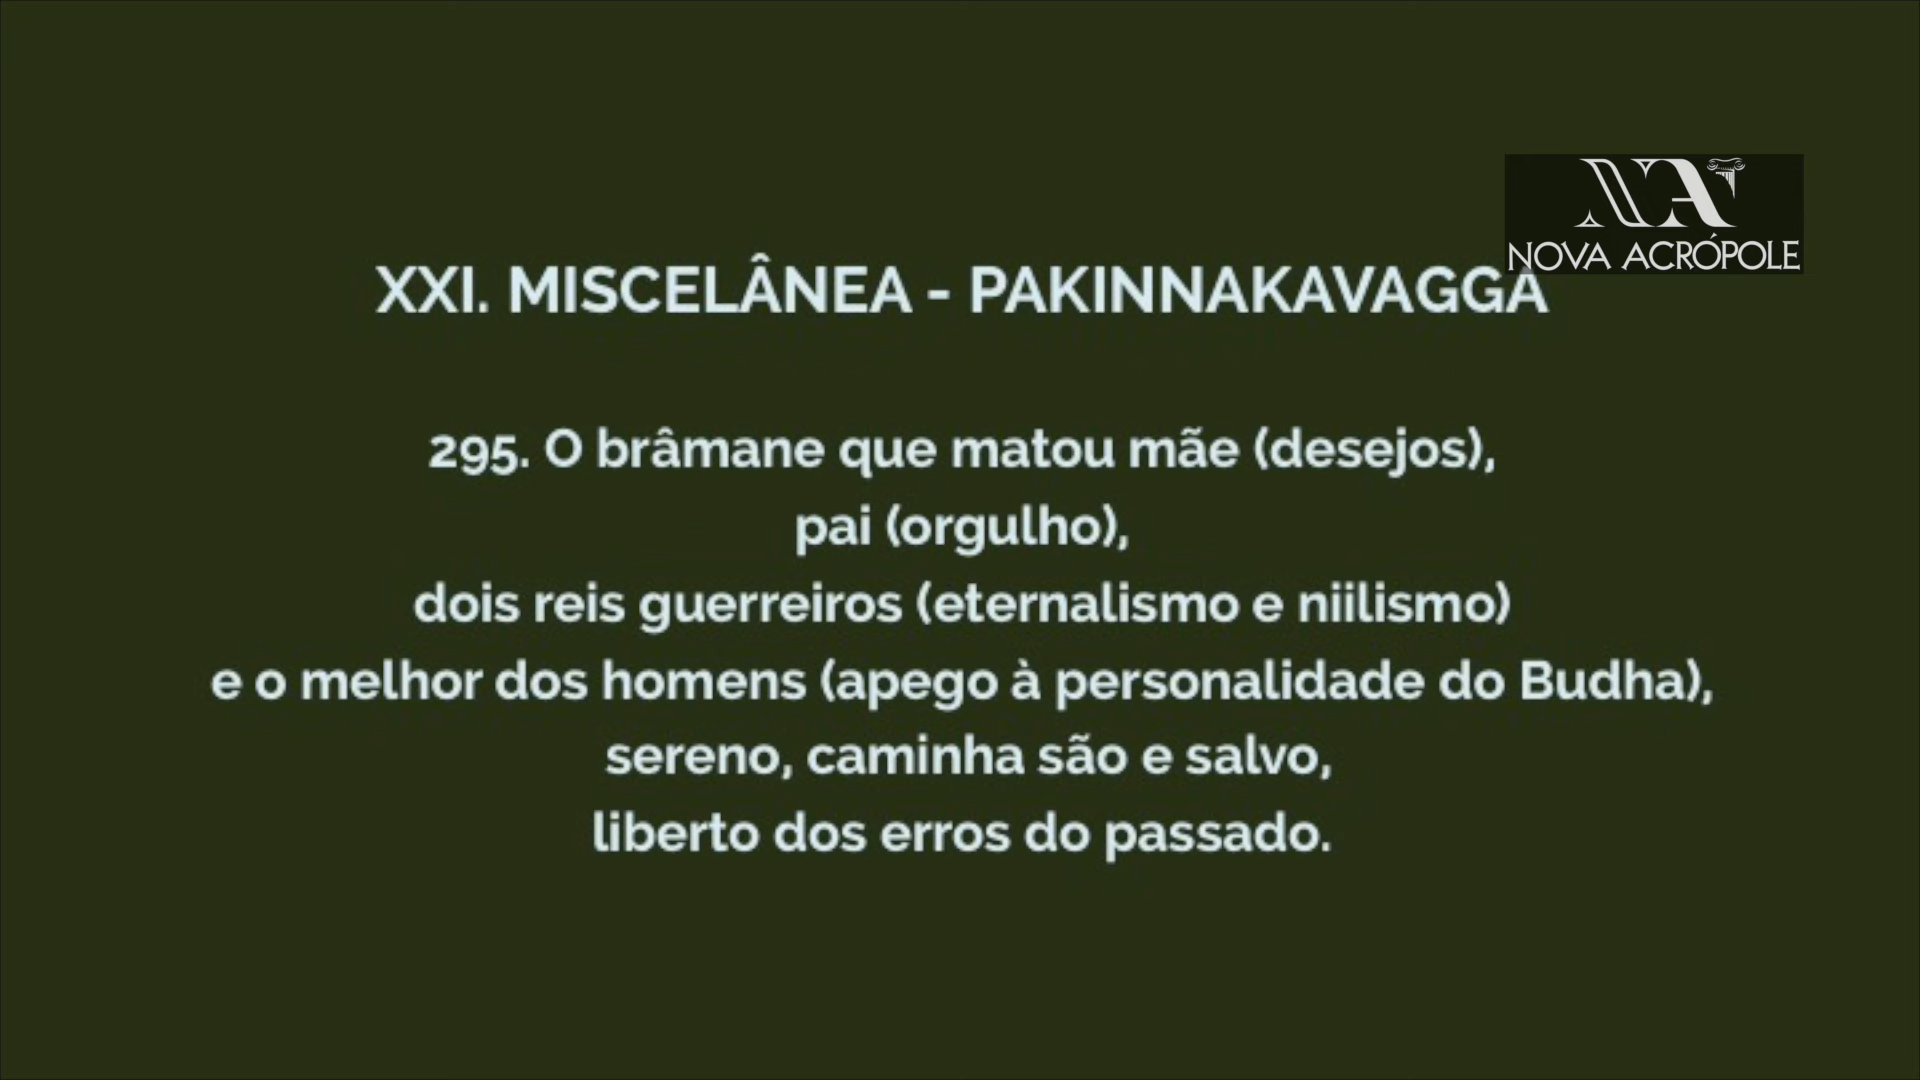 NA
NOVA ACRÓPOLE
XXI. MISCELÂNEA - PAKINNAKAVAGGA
295. O brâmane que matou mãe (desejos),
pai (orgulho),
dois reis guerreiros (eternalismo e niilismo)
e o melhor dos homens (apego à personalidade do Budha),
sereno, caminha são e salvo,
liberto dos erros do passado.